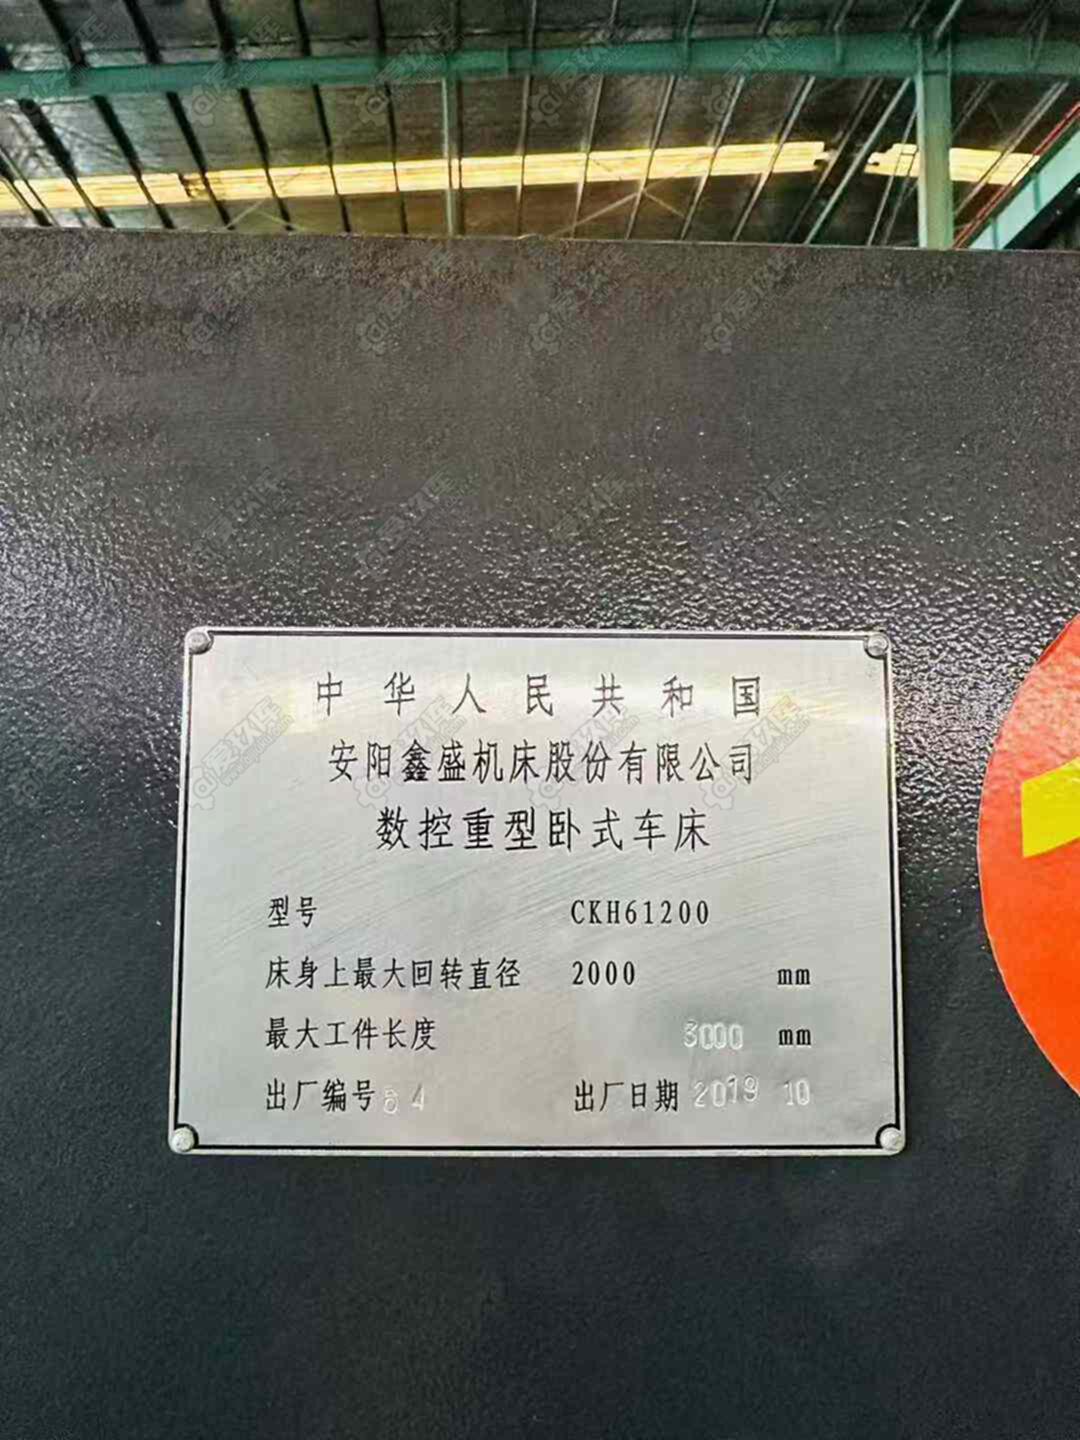 中华人民共和国
安阳鑫盛机床股份有限公司
数控重型卧式车床
型号 CKH61200
床身上最大回转直径 2000 mm
最大工件长度 3000 mm
出厂编号 出厂日期 2019 10